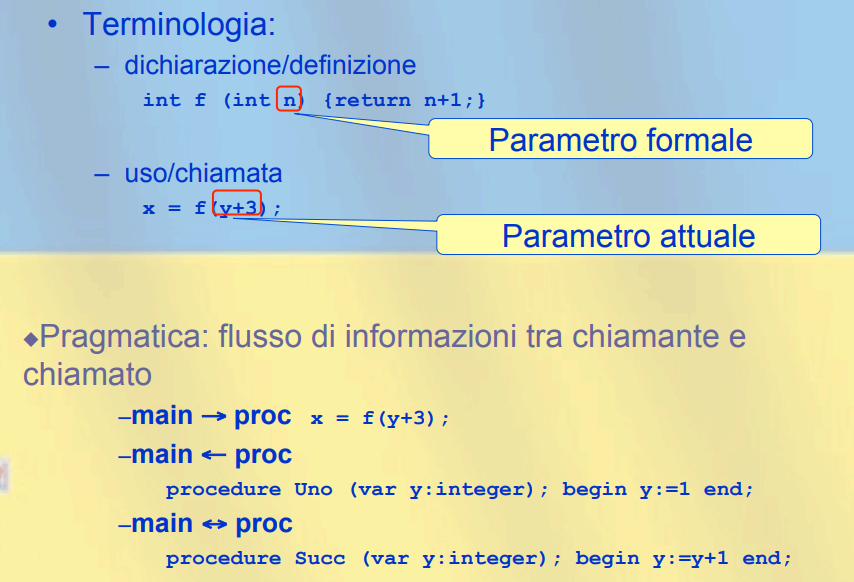 • Terminologia:
– dichiarazione/definizione
int f (int n) {return n+1;}
Parametro formale
– uso/chiamata
x = f(y+3);
Parametro attuale
◆Pragmatica: flusso di informazioni tra chiamante e
chiamato
–main → proc x = f(y+3);
–main ← proc
procedure Uno (var y:integer); begin y:=1 end;
–main ↔ proc
procedure Succ (var y:integer); begin y:=y+1 end;